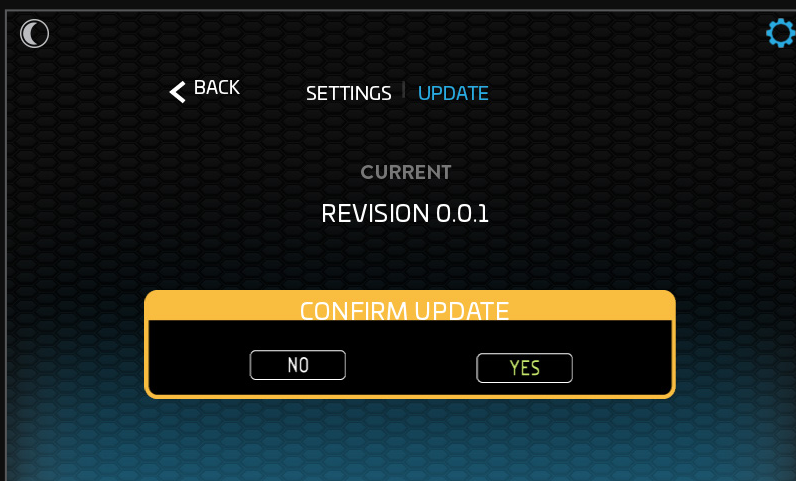 BACK
SETTINGS | UPDATE
CURRENT
REVISION 0.0.1
CONFIRM UPDATE
NO
YES